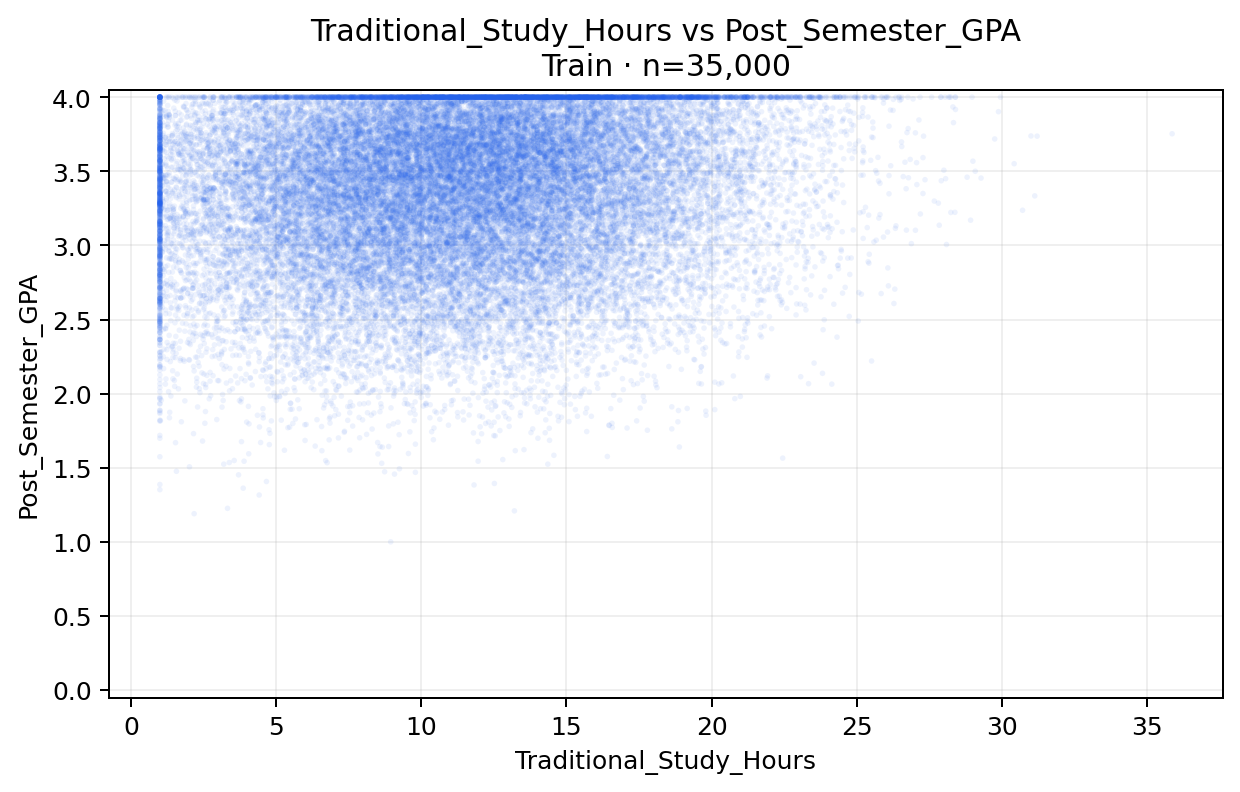 Traditional_Study_Hours vs Post_Semester_GPA
Train · n=35,000
Post_Semester_GPA
4.0
3.5
3.0
2.5
2.0
1.5
1.0
0.5
0.0
0 5 10 15 20 25 30 35
Traditional_Study_Hours